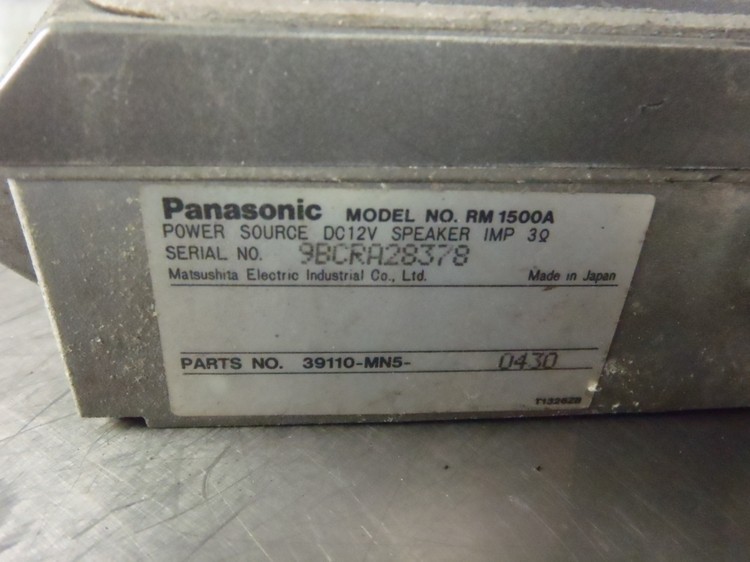 Panasonic MODEL NO. RM 1500A
POWER SOURCE DC12V SPEAKER IMP 3Ω
SERIAL NO. 9BCRA28378
Matsushita Electric Industrial Co., Ltd. Made in Japan
PARTS NO. 39110-MN5- 0430
T13262B